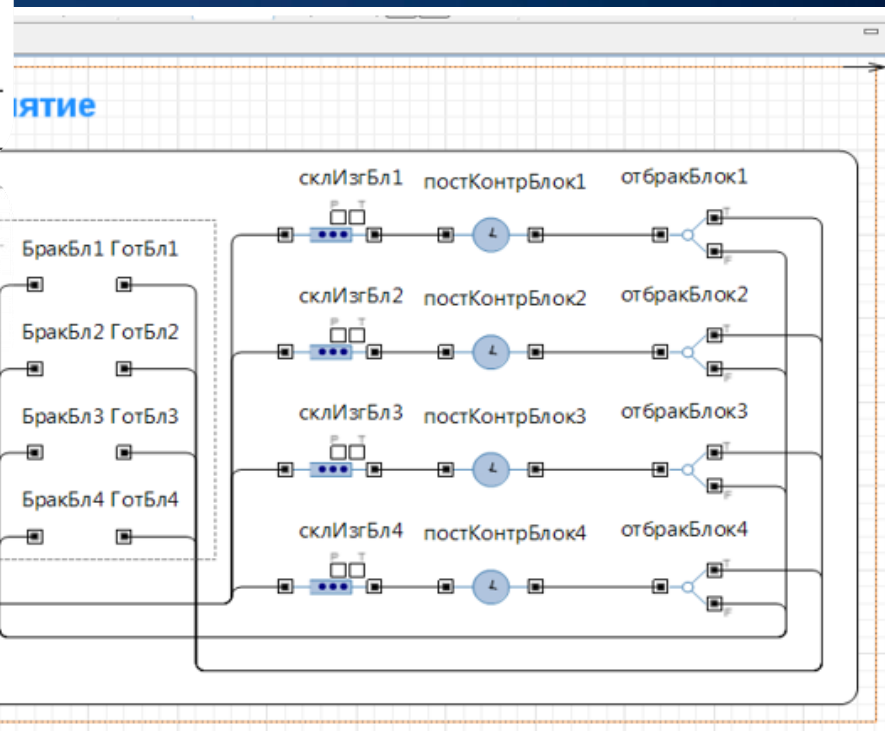 ятие
склИзгБл1 постКонтрБлок1 отбракБлок1
P T
T
F
БракБл1 ГотБл1
склИзгБл2 постКонтрБлок2 отбракБлок2
P T
T
F
БракБл2 ГотБл2
склИзгБл3 постКонтрБлок3 отбракБлок3
P T
T
F
БракБл3 ГотБл3
склИзгБл4 постКонтрБлок4 отбракБлок4
P T
T
F
БракБл4 ГотБл4